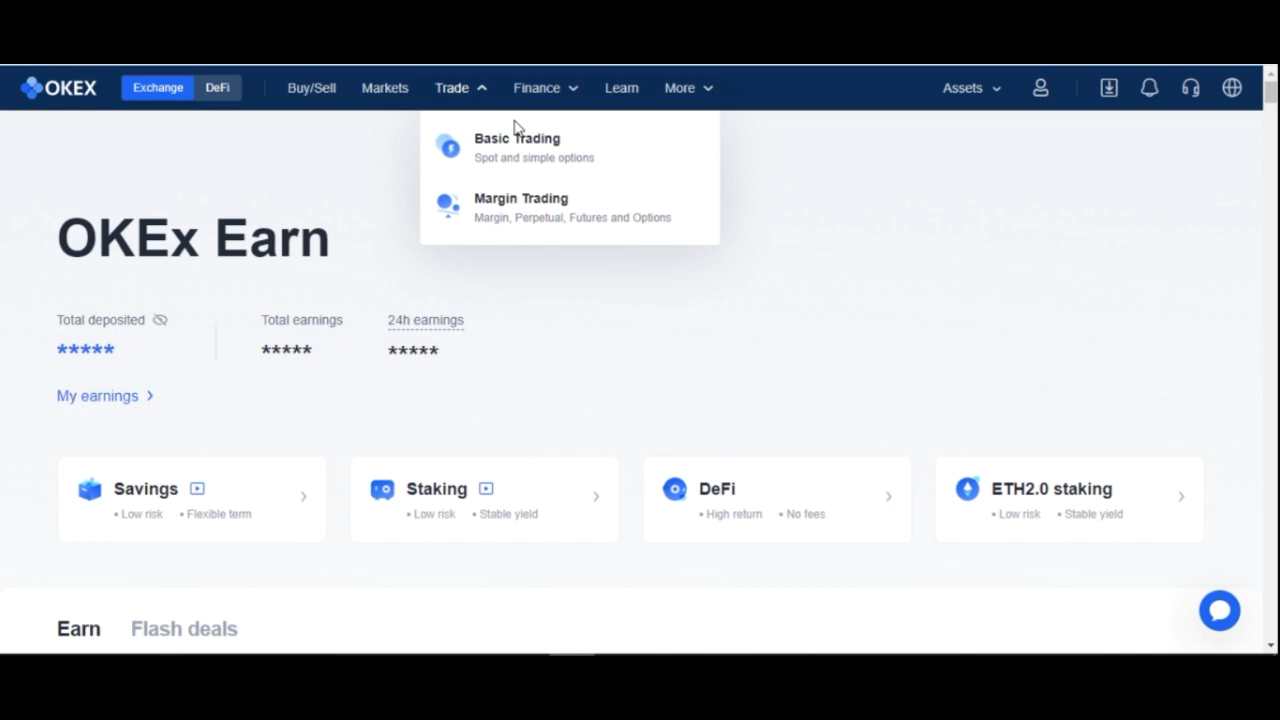 OKEX Exchange DeFi Buy/Sell Markets Trade Finance Learn More Assets
Basic Trading
Spot and simple options
Margin Trading
Margin, Perpetual, Futures and Options
OKEx Earn
Total deposited Total earnings 24h earnings
***** ***** *****
My earnings
Savings Staking DeFi ETH2.0 staking
• Low risk • Flexible term • Low risk • Stable yield • High return • No fees • Low risk • Stable yield
Earn Flash deals